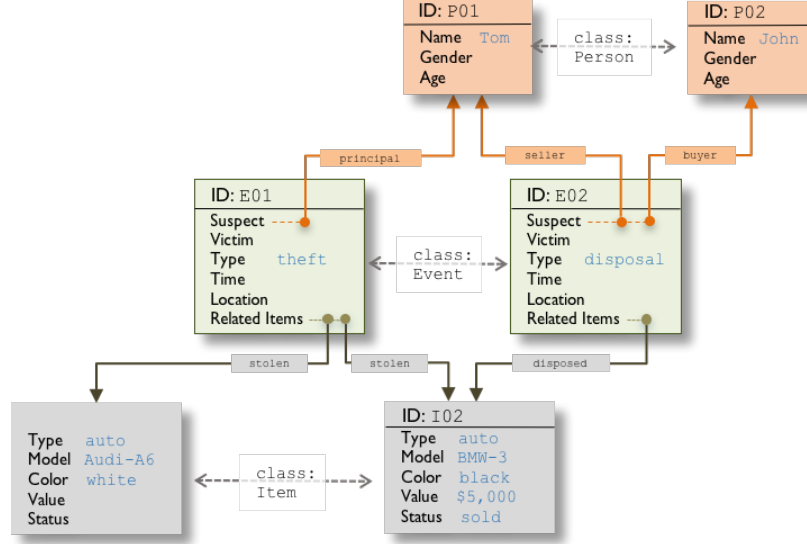 ID: P01
Name Tom
Gender
Age
class:
Person
ID: P02
Name John
Gender
Age
principal
seller
buyer
ID: E01
Suspect
Victim
Type theft
Time
Location
Related Items
class:
Event
ID: E02
Suspect
Victim
Type disposal
Time
Location
Related Items
stolen
stolen
disposed
Type auto
Model Audi-A6
Color white
Value
Status
class:
Item
ID: I02
Type auto
Model BMW-3
Color black
Value $5,000
Status sold